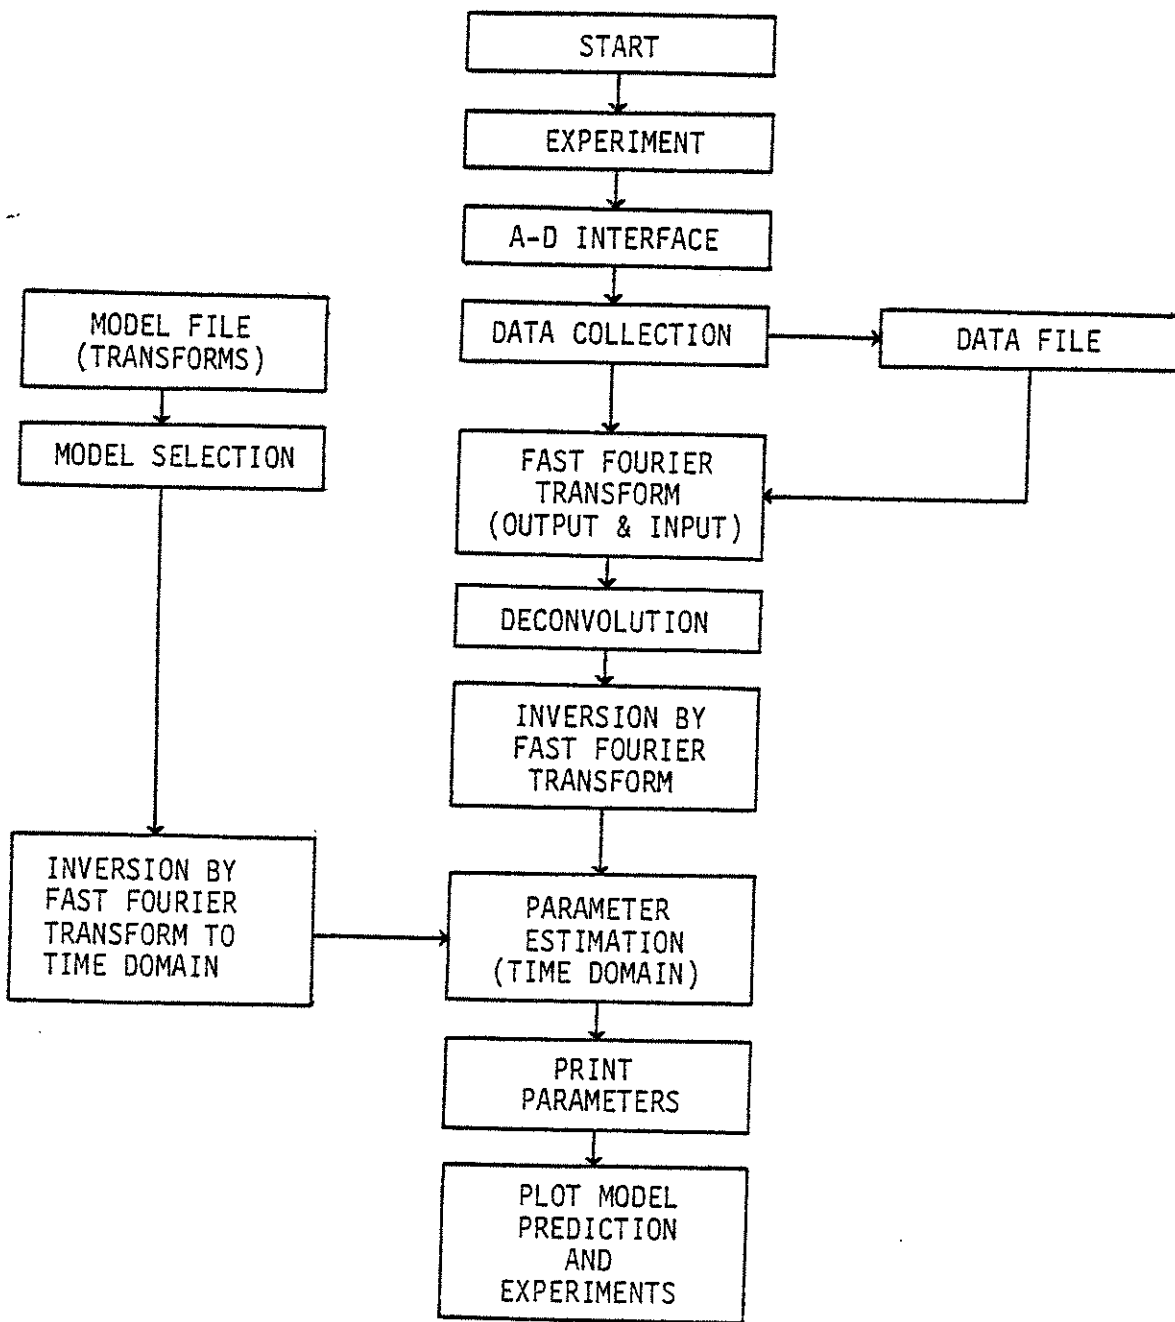 START
EXPERIMENT
A-D INTERFACE
MODEL FILE
(TRANSFORMS)
DATA COLLECTION
DATA FILE
MODEL SELECTION
FAST FOURIER
TRANSFORM
(OUTPUT & INPUT)
DECONVOLUTION
INVERSION BY
FAST FOURIER
TRANSFORM
INVERSION BY
FAST FOURIER
TRANSFORM TO
TIME DOMAIN
PARAMETER
ESTIMATION
(TIME DOMAIN)
PRINT
PARAMETERS
PLOT MODEL
PREDICTION
AND
EXPERIMENTS